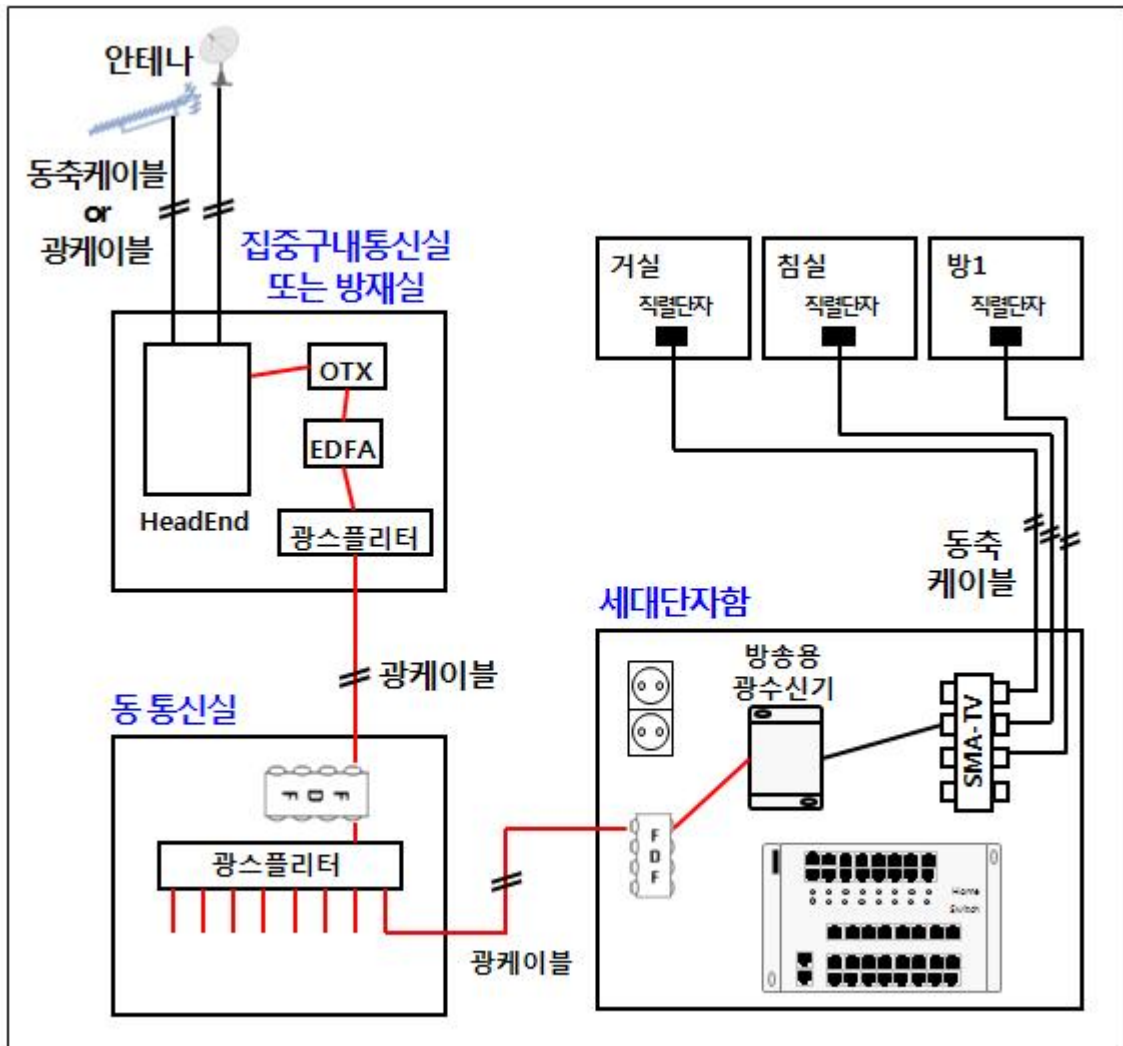 안테나
동축케이블
or
광케이블
집중구내통신실
또는 방재실
OTX
EDFA
HeadEnd
광스플리터
광케이블
동 통신실
FDF
광스플리터
광케이블
거실
직렬단자
침실
직렬단자
방1
직렬단자
동축
케이블
세대단자함
방송용
광수신기
SMA-TV
F
D
F
Home
Switch